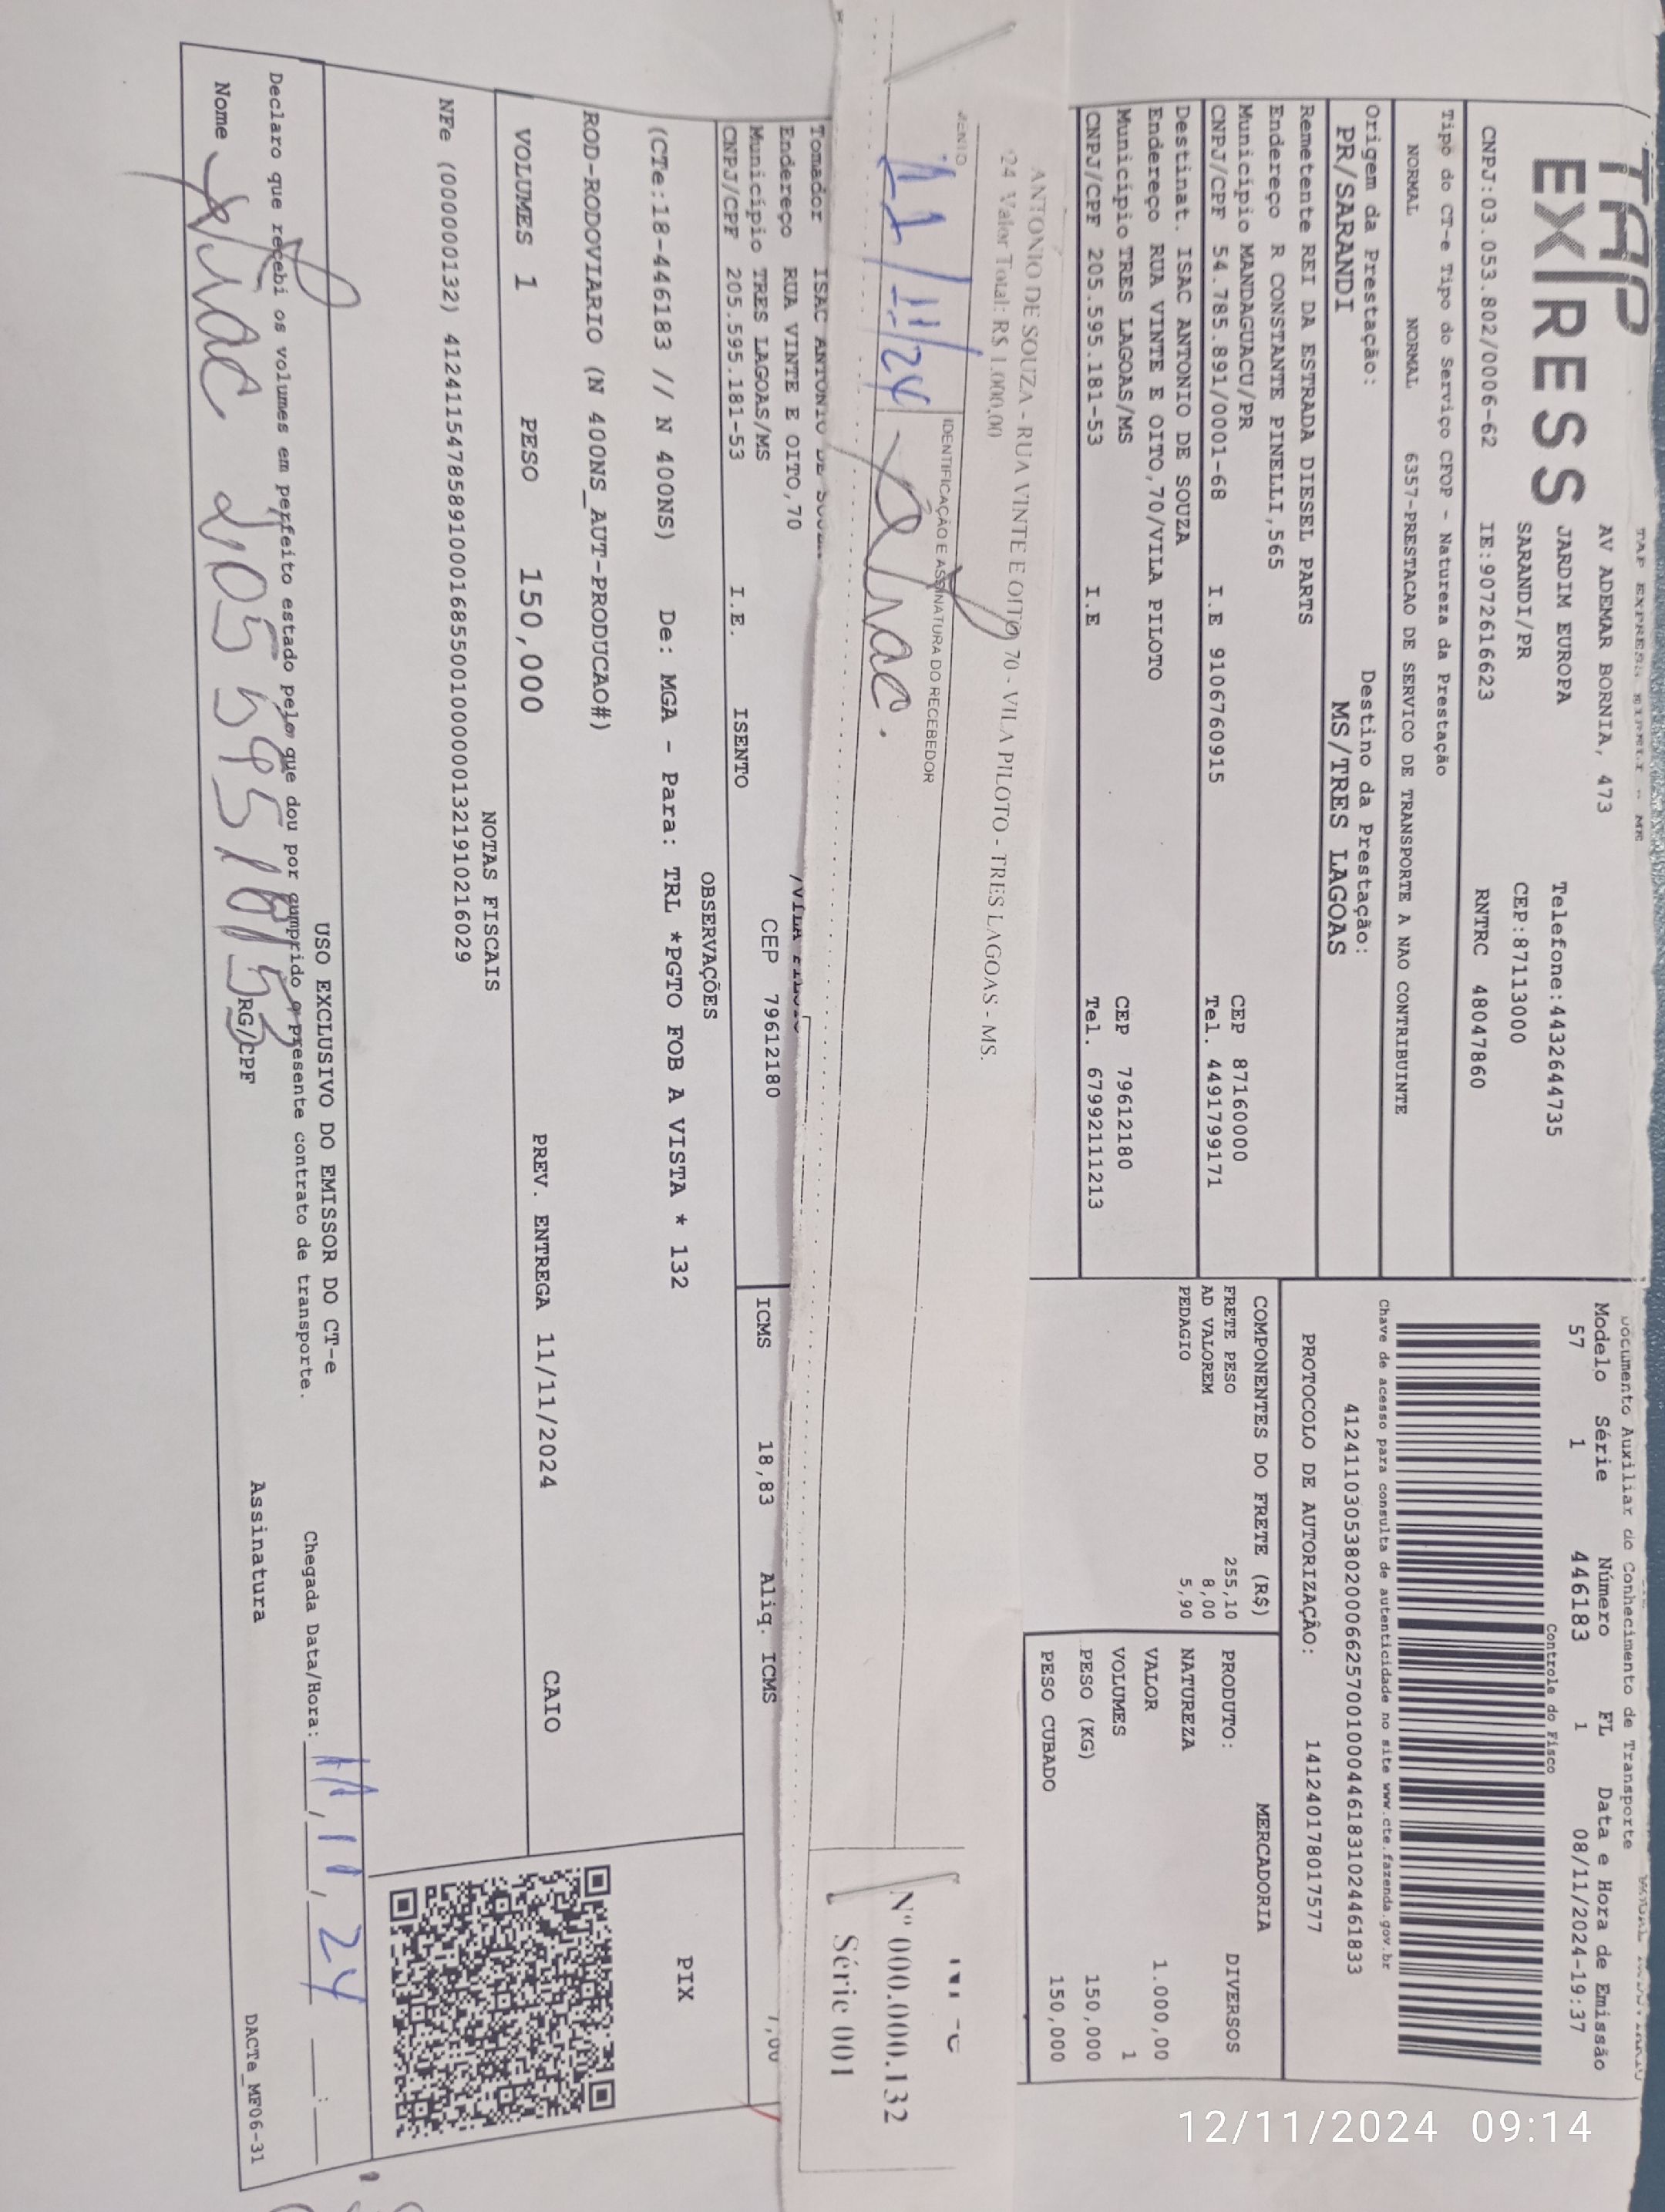 TAP
EXPRESS
TAP EXPRESS EIRELI - ME
AV ADEMAR BORNIA, 473
JARDIM EUROPA Telefone:4432644735
SARANDI/PR CEP:87113000
CNPJ:03.053.802/0006-62 IE:9072616623 RNTRC 48047860
Tipo do CT-e Tipo do Serviço CFOP - Natureza da Prestação
NORMAL NORMAL 6357-PRESTACAO DE SERVICO DE TRANSPORTE A NAO CONTRIBUINTE
Origem da Prestação: Destino da Prestação:
PR/SARANDI MS/TRES LAGOAS
Remetente REI DA ESTRADA DIESEL PARTS
Endereço R CONSTANTE PINELLI,565
Município MANDAGUACU/PR CEP 87160000
CNPJ/CPF 54.785.891/0001-68 I.E 9106760915 Tel. 44917799171
Destinat. ISAC ANTONIO DE SOUZA
Endereço RUA VINTE E OITO,70/VILA PILOTO
Município TRES LAGOAS/MS CEP 79612180
CNPJ/CPF 205.595.181-53 I.E Tel. 67992111213
Documento Auxiliar do Conhecimento de Transporte
Modelo Série Número FL Data e Hora de Emissão
57 1 446183 1 08/11/2024-19:37
Controle do Fisco
Chave de acesso para consulta de autenticidade no site www.cte.fazenda.gov.br
41241103053802000662570010004461831024461833
PROTOCOLO DE AUTORIZAÇÃO: 141240178017577
COMPONENTES DO FRETE (R$)
FRETE PESO 255,10
AD VALOREM 8,00
PEDAGIO 5,90
MERCADORIA
PRODUTO: DIVERSOS
NATUREZA
VALOR 1.000,00
VOLUMES 1
PESO (KG) 150,000
PESO CUBADO 150,000
ANTONIO DE SOUZA - RUA VINTE E OITO, 70 - VILA PILOTO - TRES LAGOAS - MS.
24 Valor Total: R$ 1.000,00
IDENTIFICAÇÃO E ASSINATURA DO RECEBEDOR
11/11/24 Isac.
Nº 000.000.132
Série 001
Tomador ISAC ANTONIO DE
Endereço RUA VINTE E OITO,70
Município TRES LAGOAS/MS CEP 79612180
CNPJ/CPF 205.595.181-53 I.E. ISENTO
ICMS 18,83 Aliq. ICMS 7,00
OBSERVAÇÕES
(CTe:18-446183 // N 400NS) De: MGA - Para: TRL *PGTO FOB A VISTA * 132
ROD-RODOVIARIO (N 400NS_AUT-PRODUCAO#)
PIX
VOLUMES 1 PESO 150,000 PREV. ENTREGA 11/11/2024 CAIO
NOTAS FISCAIS
NFe (000000132) 41241154785891000168550010000001321910216029
USO EXCLUSIVO DO EMISSOR DO CT-e
Declaro que recebi os volumes em perfeito estado pelo que dou por cumprido o presente contrato de transporte.
Chegada Data/Hora: 11/11/24
Nome Isac 205 595 181 53 RG/CPF Assinatura
DACTe_MF06-31
12/11/2024 09:14